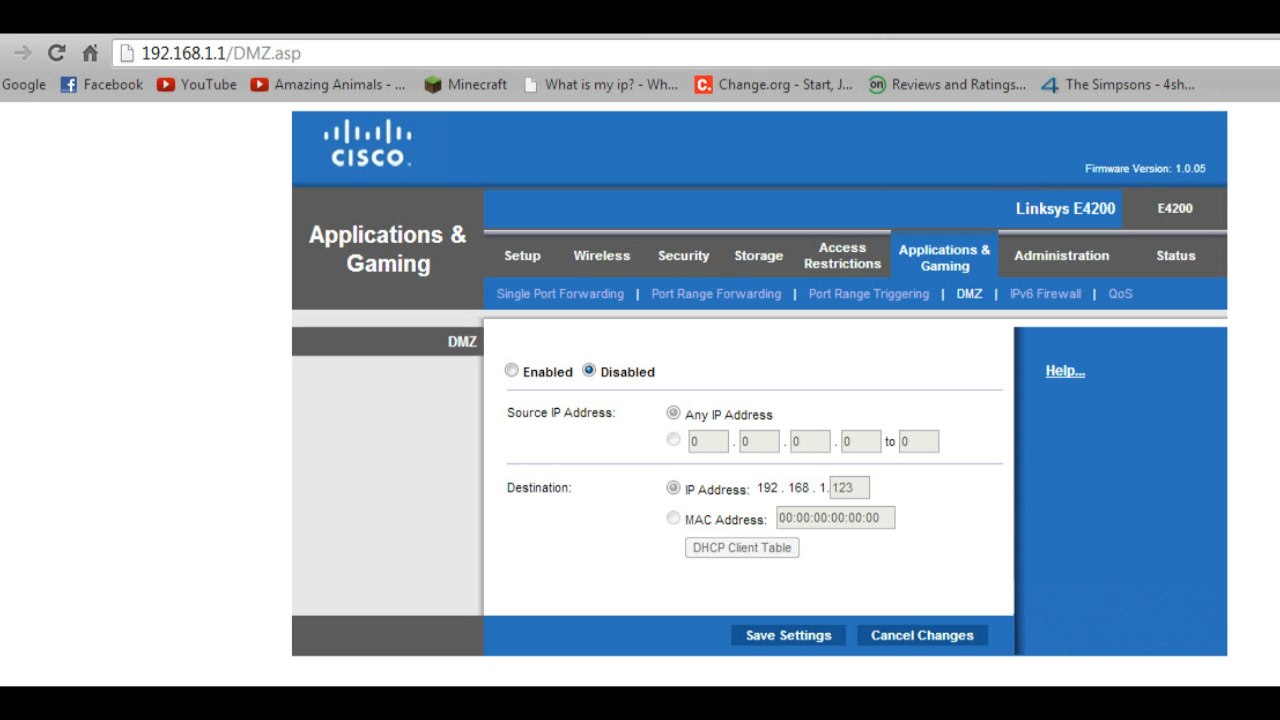 192.168.1.1/DMZ.asp
Google Facebook YouTube Amazing Animals - ... Minecraft What is my ip? - Wh... Change.org - Start, J... on Reviews and Ratings... 4 The Simpsons - 4sh...
CISCO.
Firmware Version: 1.0.05
Linksys E4200 E4200
Applications & Gaming
Setup Wireless Security Storage Access Restrictions Applications & Gaming Administration Status
Single Port Forwarding | Port Range Forwarding | Port Range Triggering | DMZ | IPv6 Firewall | QoS
DMZ
Enabled Disabled
Help...
Source IP Address: Any IP Address
0 . 0 . 0 . 0 to 0
Destination: IP Address: 192 . 168 . 1. 123
MAC Address: 00:00:00:00:00:00
DHCP Client Table
Save Settings Cancel Changes